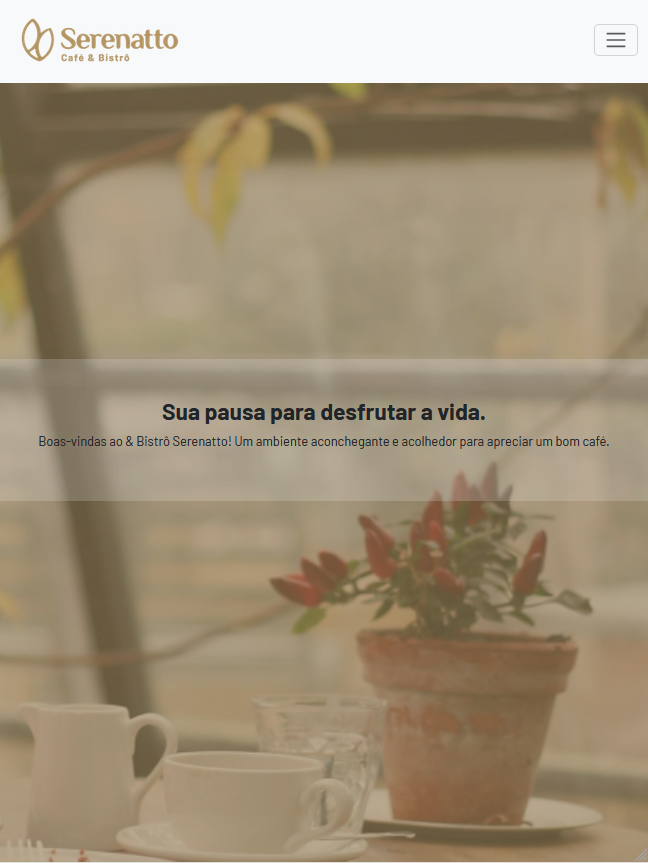 Serenatto
Café & Bistrô
Sua pausa para desfrutar a vida.
Boas-vindas ao & Bistrô Serenatto! Um ambiente aconchegante e acolhedor para apreciar um bom café.